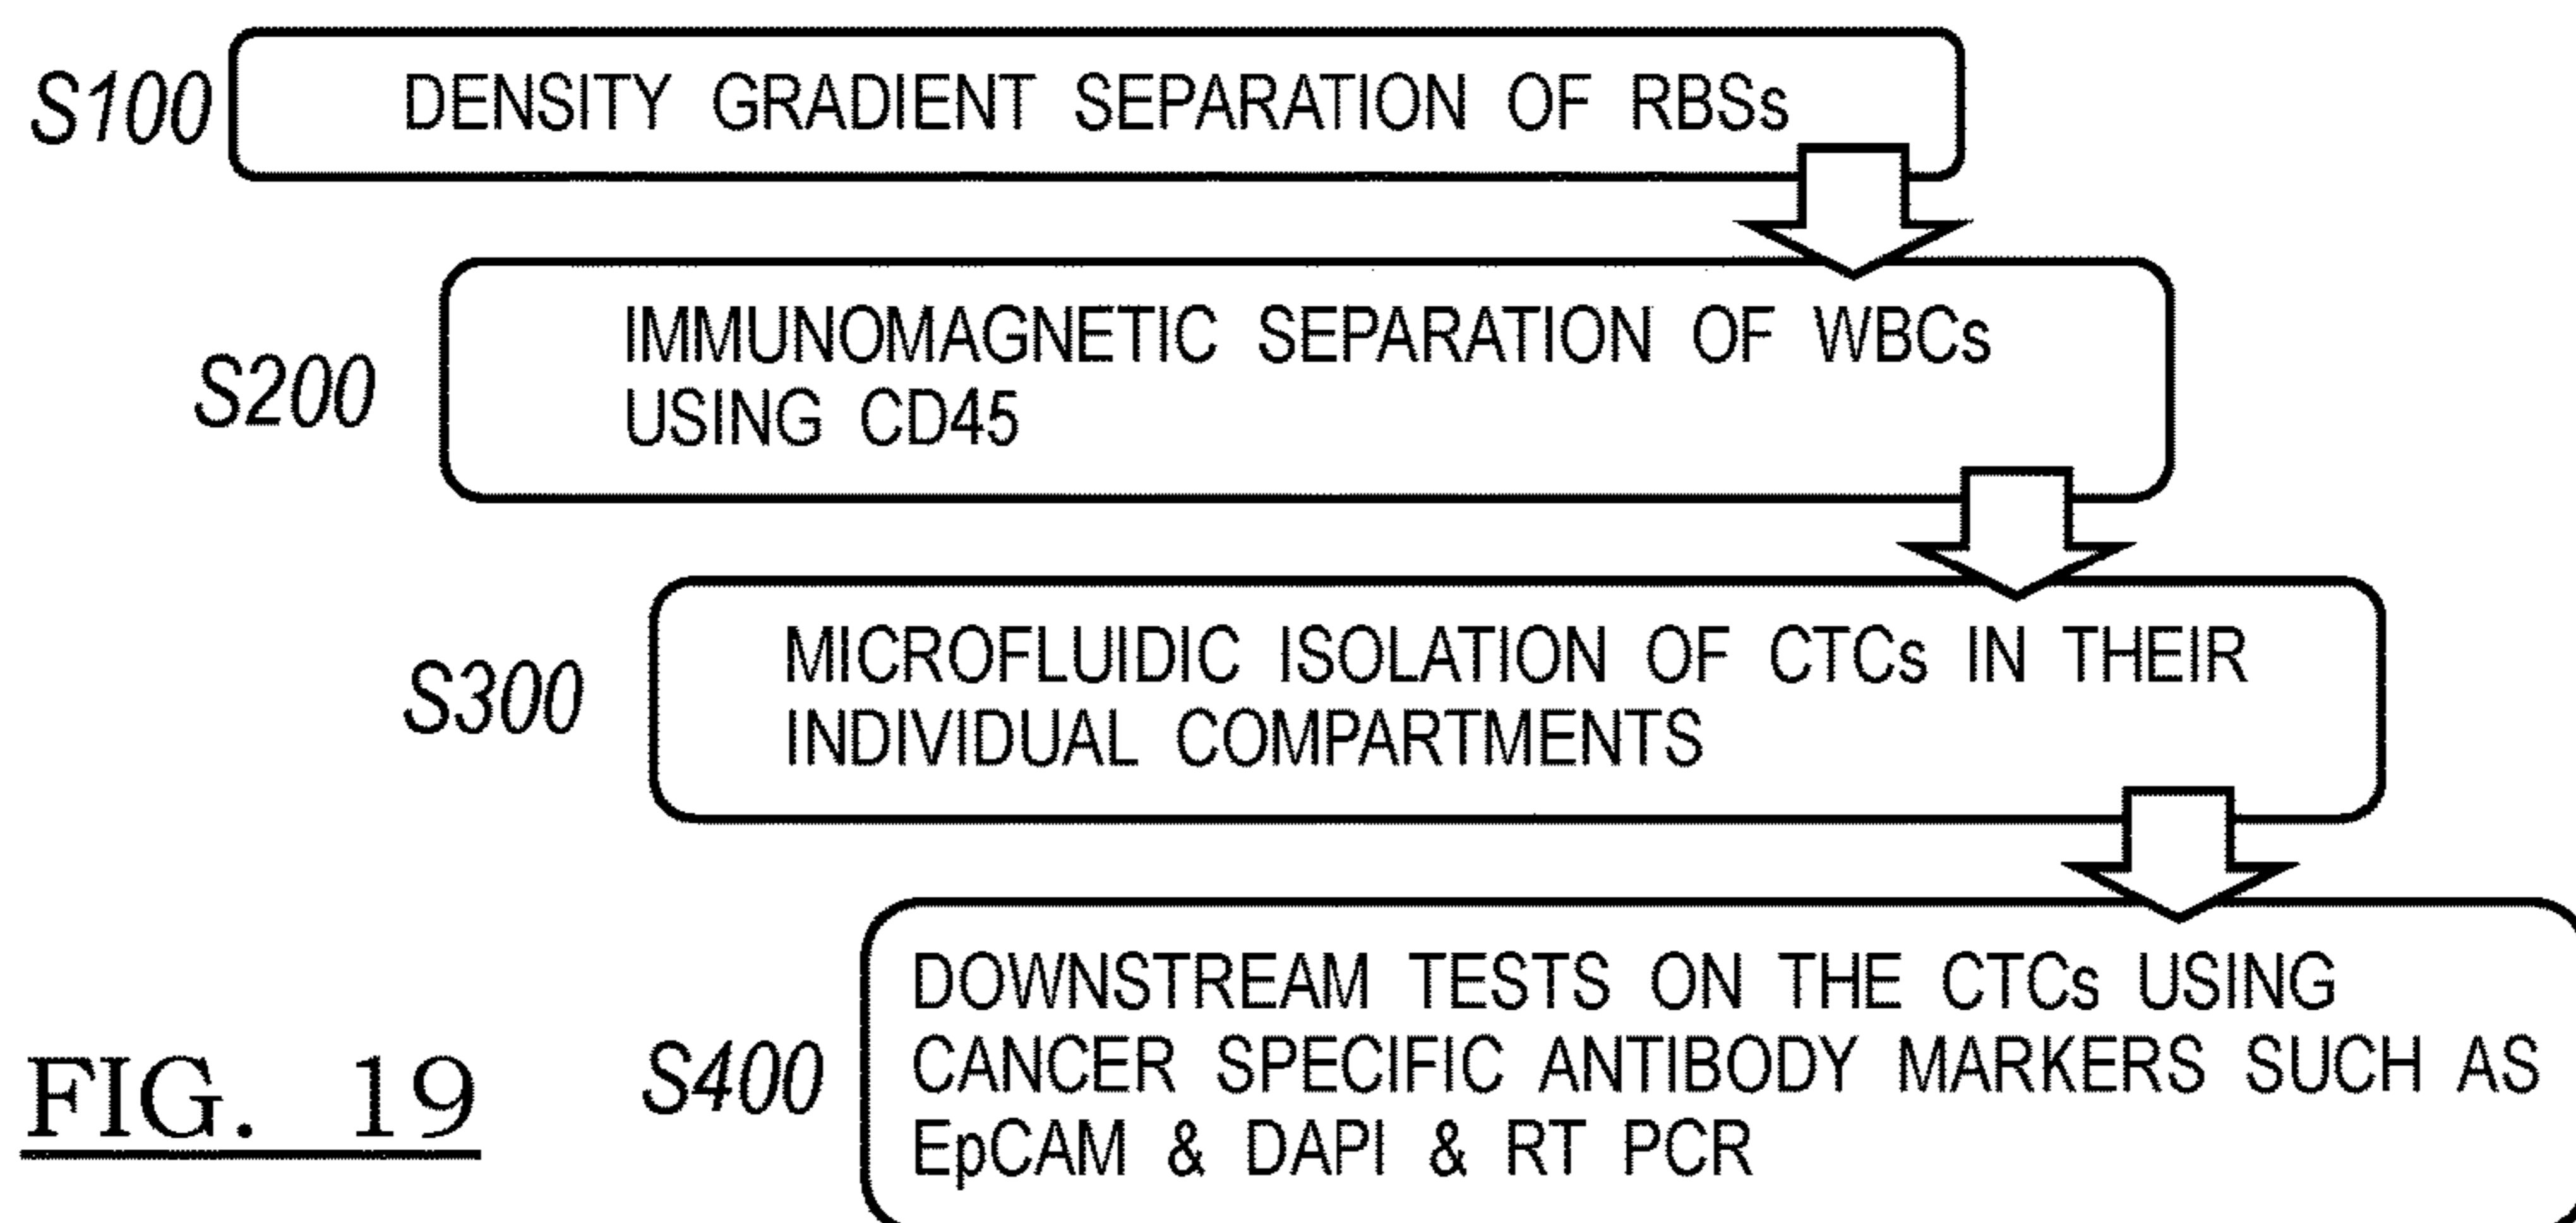 S100
DENSITY GRADIENT SEPARATION OF RBSs
S200
IMMUNOMAGNETIC SEPARATION OF WBCs
USING CD45
S300
MICROFLUIDIC ISOLATION OF CTCs IN THEIR
INDIVIDUAL COMPARTMENTS
S400
DOWNSTREAM TESTS ON THE CTCs USING
CANCER SPECIFIC ANTIBODY MARKERS SUCH AS
EpCAM & DAPI & RT PCR
FIG. 19